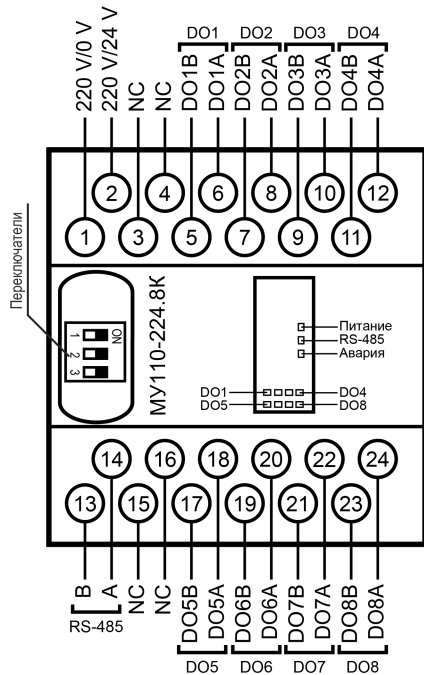 DO1 DO2 DO3 DO4
220 V/0 V
220 V/24 V
NC
NC
DO1B
DO1A
DO2B
DO2A
DO3B
DO3A
DO4B
DO4A
2 4 6 8 10 12
1 3 5 7 9 11
Переключатели
ON
1
2
3
МУ110-224.8К
Питание
RS-485
Авария
DO1 DO4
DO5 DO8
14 16 18 20 22 24
13 15 17 19 21 23
B
A
NC
NC
DO5B
DO5A
DO6B
DO6A
DO7B
DO7A
DO8B
DO8A
RS-485
DO5 DO6 DO7 DO8